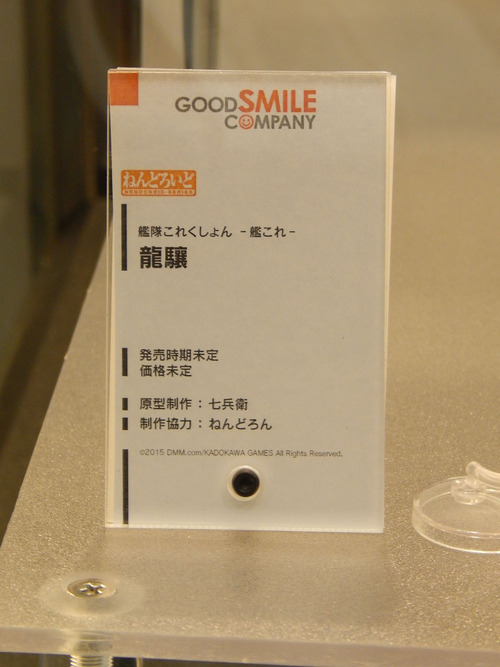 GOODSMILE
COMPANY
ねんどろいど
NENDOROID SERIES
艦隊これくしょん -艦これ-
龍驤
発売時期未定
価格未定
原型制作：七兵衛
制作協力：ねんどろん
©2015 DMM.com/KADOKAWA GAMES All Rights Reserved.